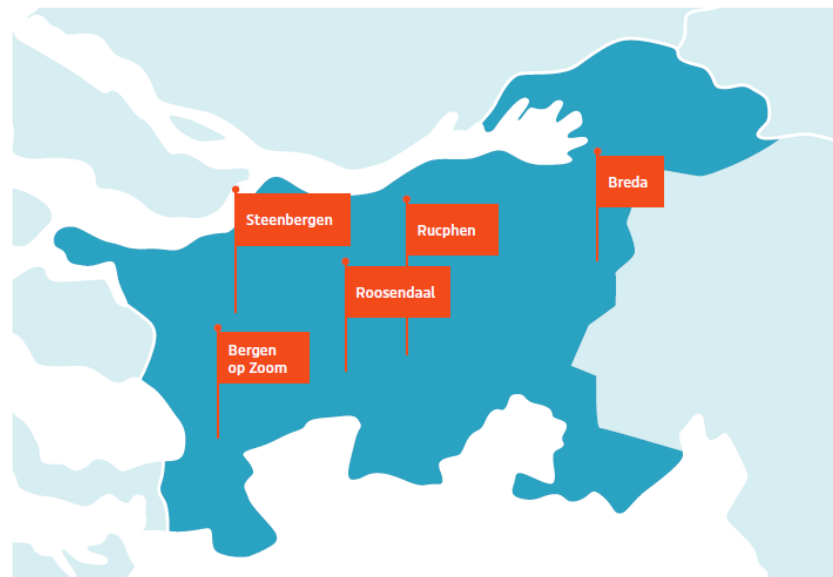 Breda
Steenbergen
Rucphen
Roosendaal
Bergen
op Zoom